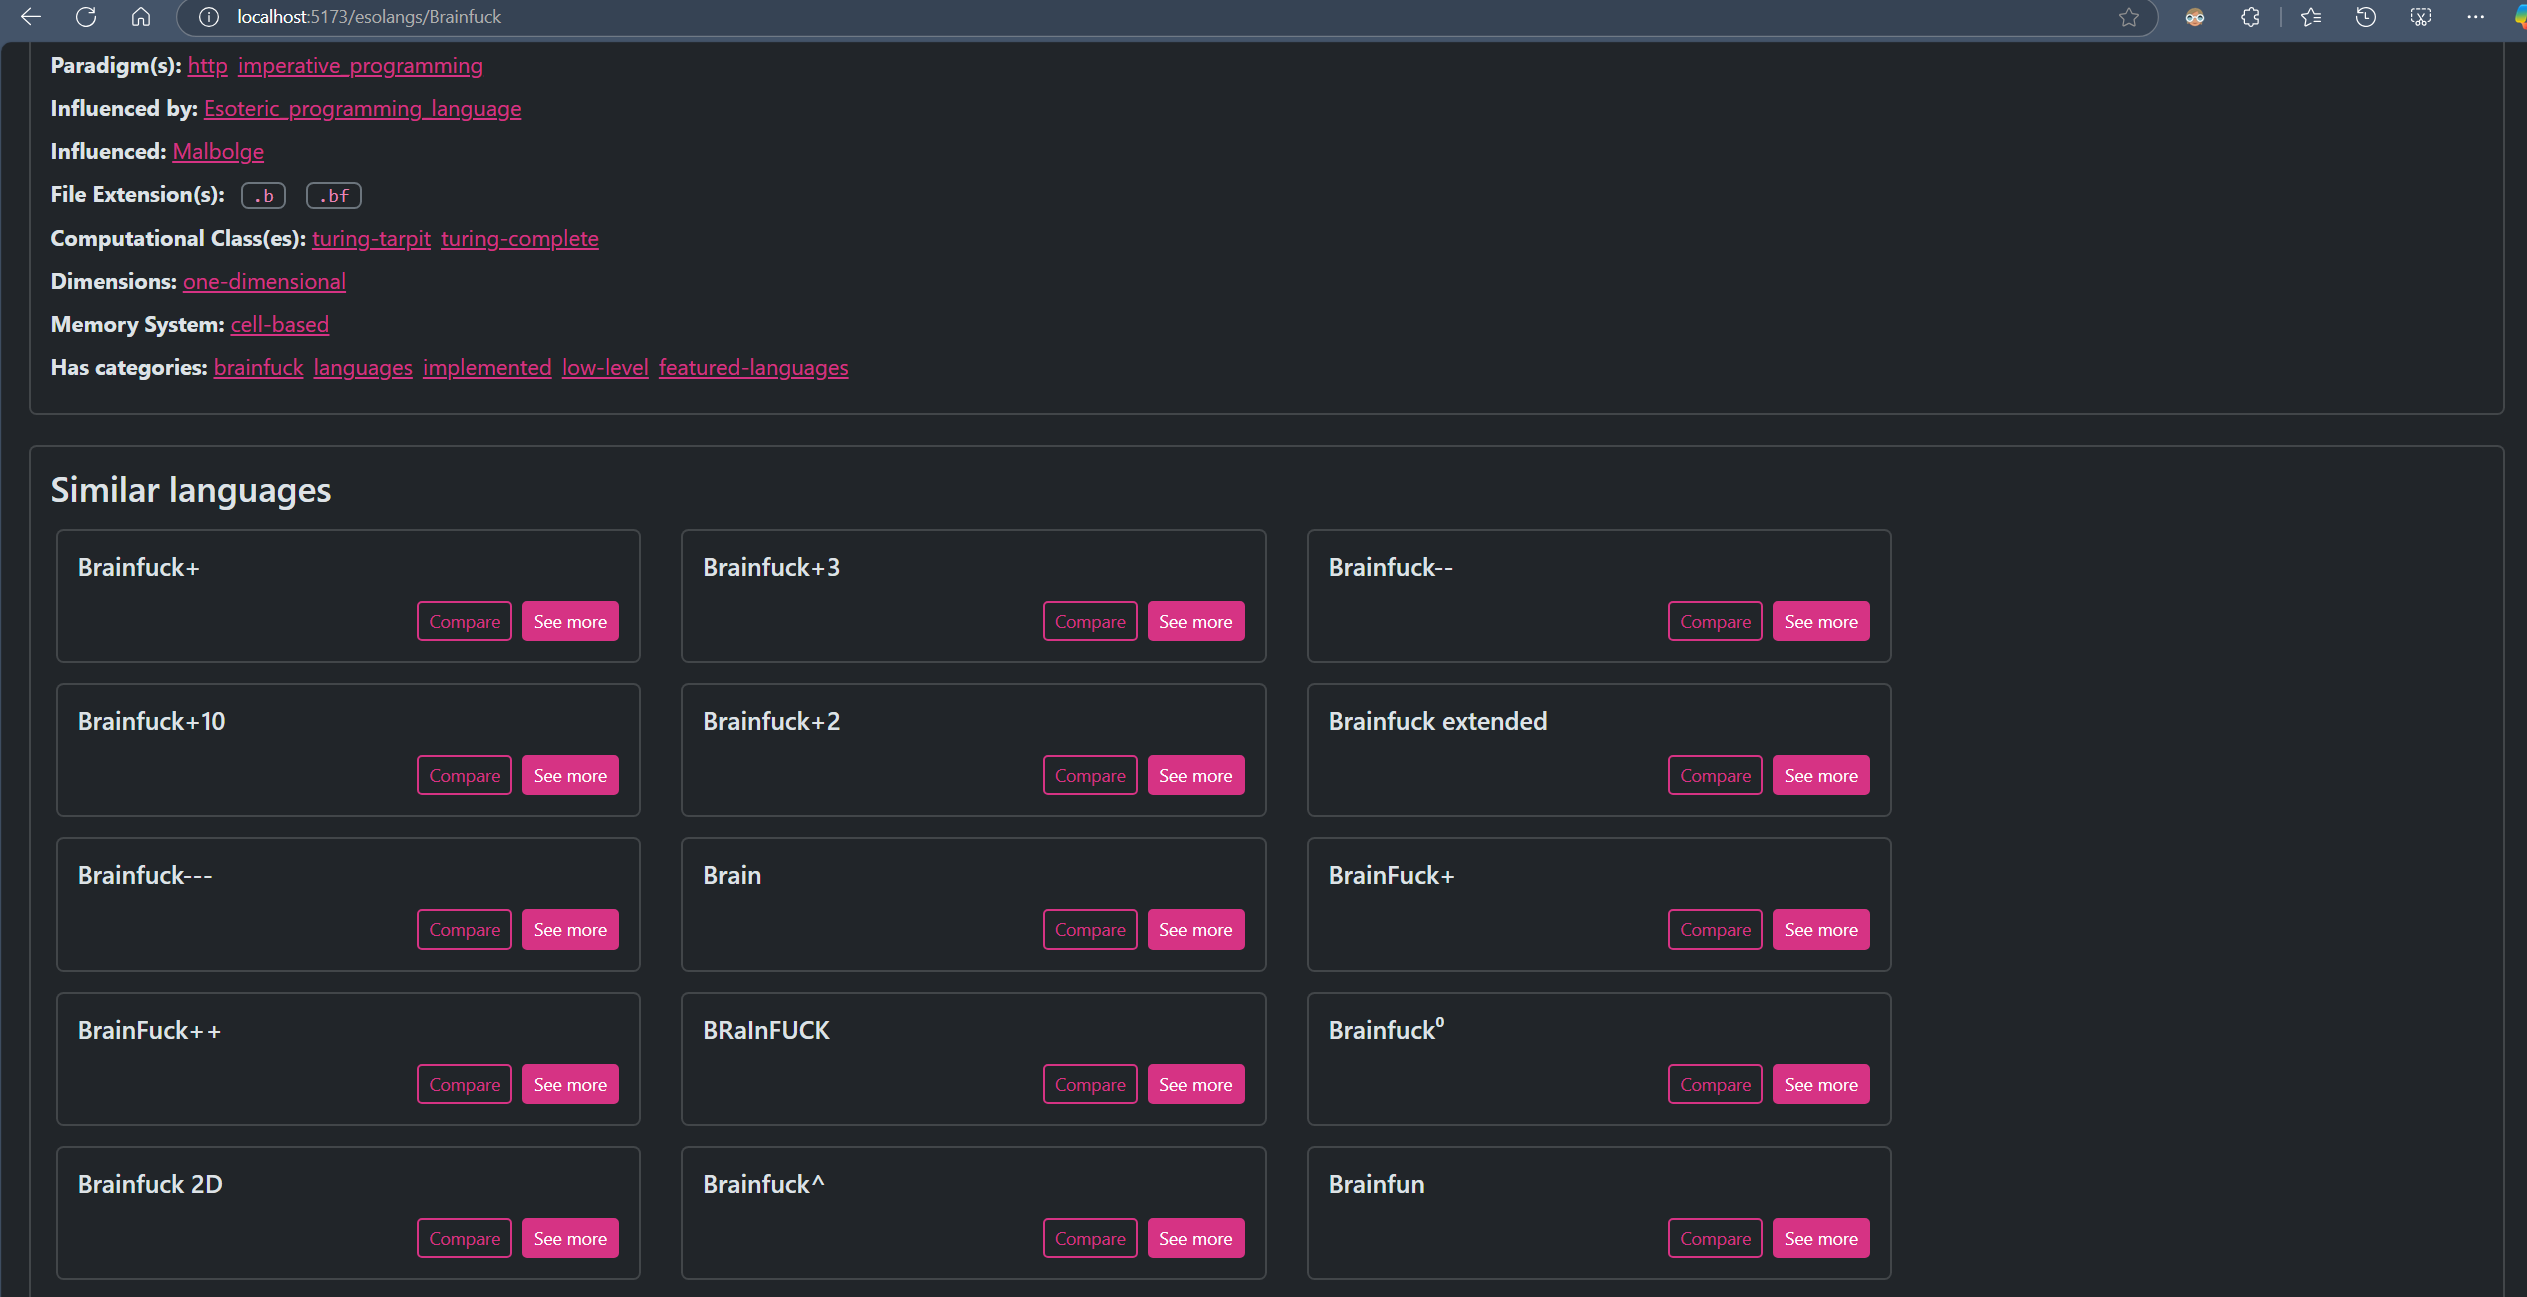 localhost:5173/esolangs/Brainfuck
Paradigm(s): http imperative_programming
Influenced by: Esoteric_programming_language
Influenced: Malbolge
File Extension(s): .b .bf
Computational Class(es): turing-tarpit turing-complete
Dimensions: one-dimensional
Memory System: cell-based
Has categories: brainfuck languages implemented low-level featured-languages
Similar languages
Brainfuck+ Brainfuck+3 Brainfuck--
Compare See more Compare See more Compare See more
Brainfuck+10 Brainfuck+2 Brainfuck extended
Compare See more Compare See more Compare See more
Brainfuck--- Brain BrainFuck+
Compare See more Compare See more Compare See more
BrainFuck++ BRaInFUCK Brainfuck⁰
Compare See more Compare See more Compare See more
Brainfuck 2D Brainfuck^ Brainfun
Compare See more Compare See more Compare See more